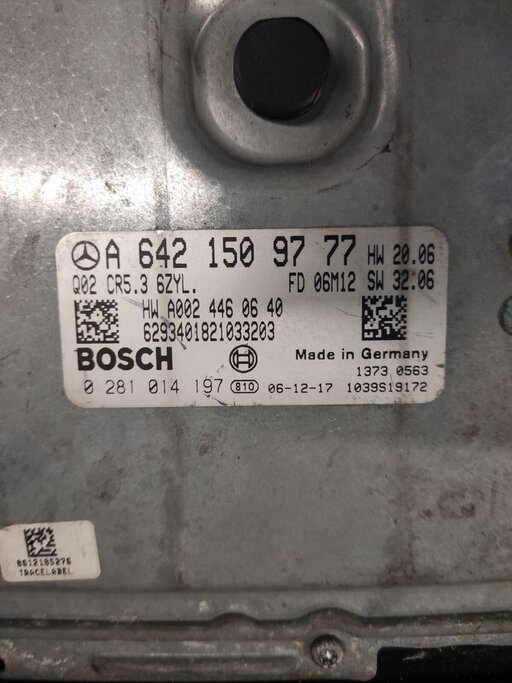 A 642 150 97 77 HW 20.06
Q02 CR5.3 6ZYL. FD 06M12 SW 32.06
HW A002 446 06 40
6293401821033203
BOSCH Made in Germany
1373 0563
0 281 014 197 810 06-12-17 1039S19172
8612185276
TRACELABEL